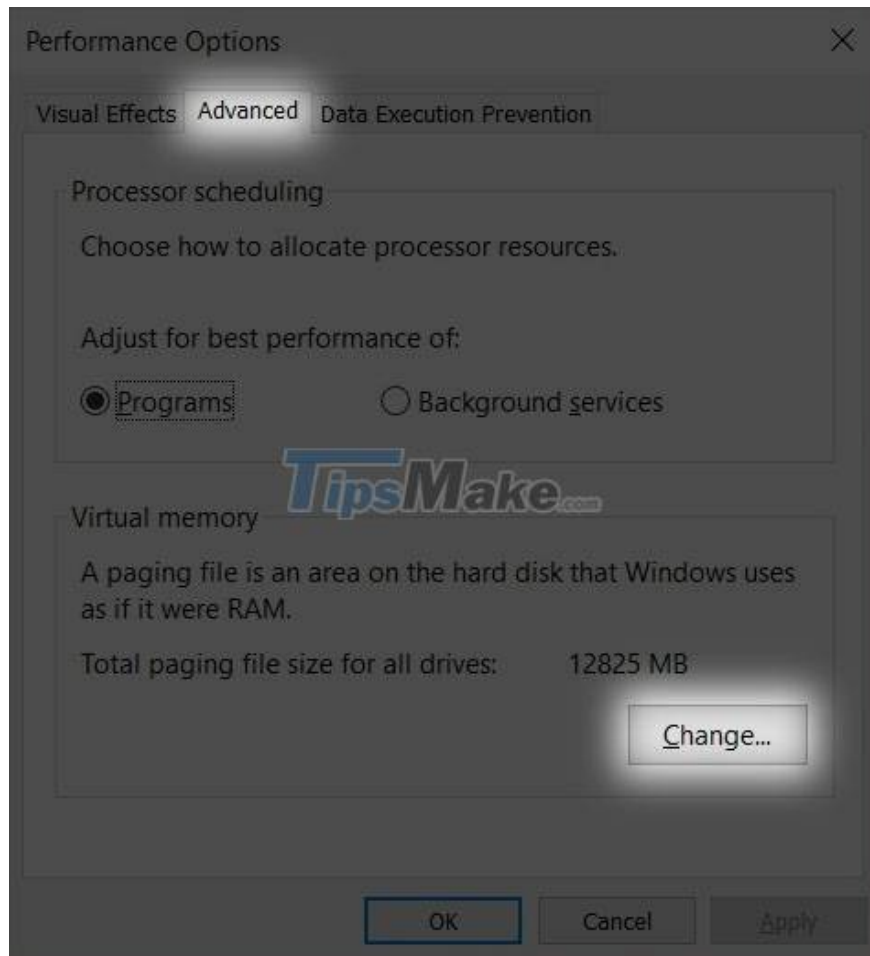 Performance Options
Visual Effects Advanced Data Execution Prevention
Processor scheduling
Choose how to allocate processor resources.
Adjust for best performance of:
Programs Background services
TipsMake.com
Virtual memory
A paging file is an area on the hard disk that Windows uses
as if it were RAM.
Total paging file size for all drives: 12825 MB
Change...
OK Cancel Apply